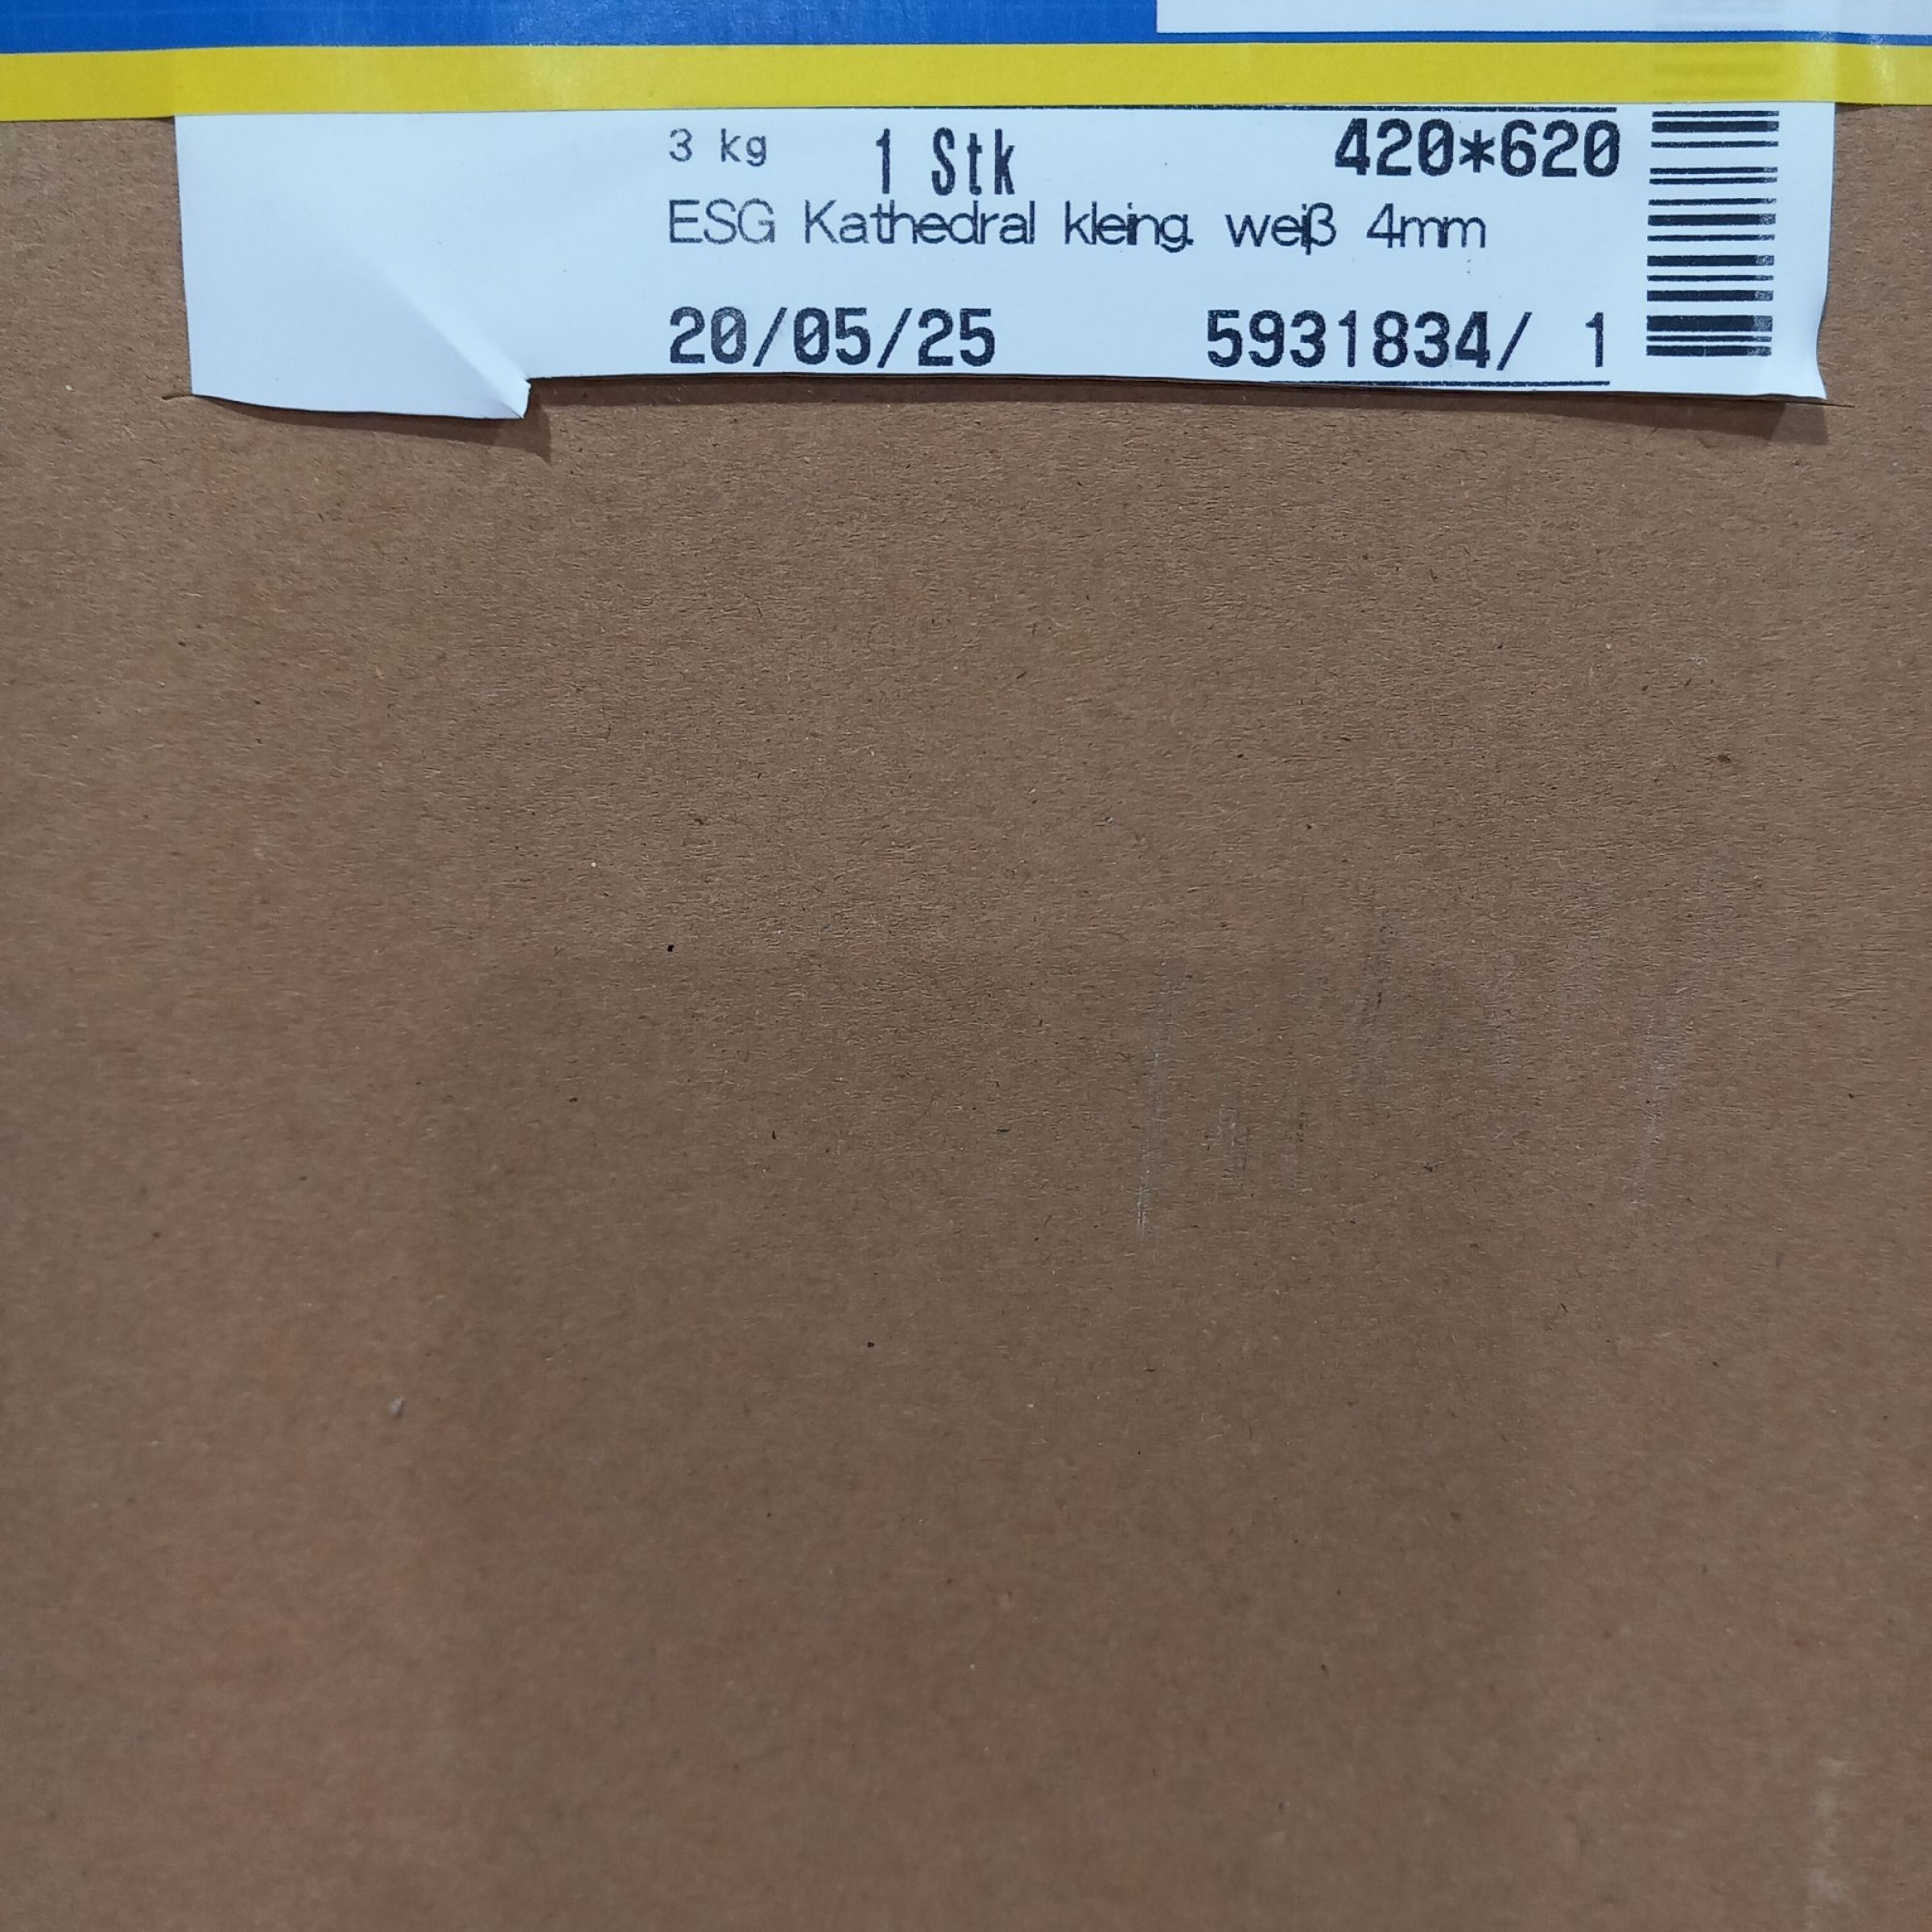 3 kg 1 Stk 420*620
ESG Kathedral kleing. weiß 4mm
20/05/25 5931834/ 1